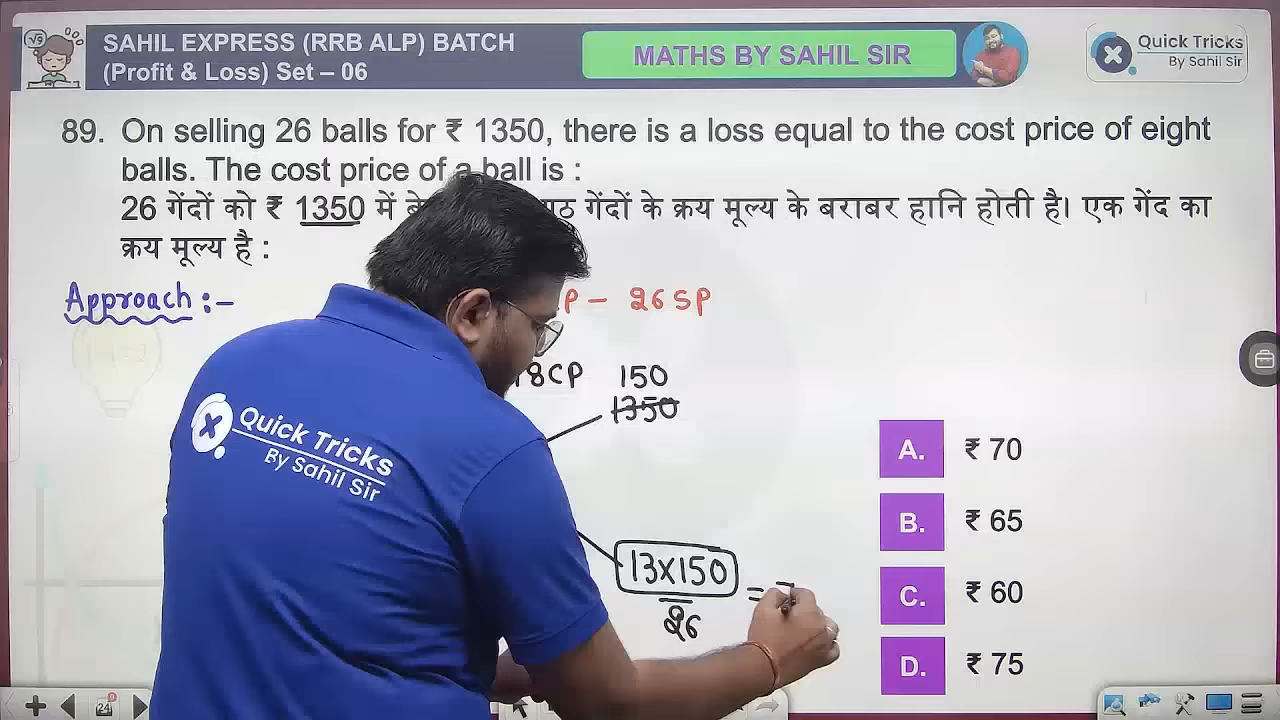 SAHIL EXPRESS (RRB ALP) BATCH
(Profit & Loss) Set – 06
MATHS BY SAHIL SIR
Quick Tricks
By Sahil Sir
89. On selling 26 balls for ₹ 1350, there is a loss equal to the cost price of eight
balls. The cost price of a ball is :
26 गेंदों को ₹ 1350 में गेंदों के क्रय मूल्य के बराबर हानि होती है। एक गेंद का
क्रय मूल्य है :
Approach :-
– 26 SP
18CP 150
1350
Quick Tricks
By Sahil Sir
13x150
26
=
A. ₹ 70
B. ₹ 65
C. ₹ 60
D. ₹ 75
24